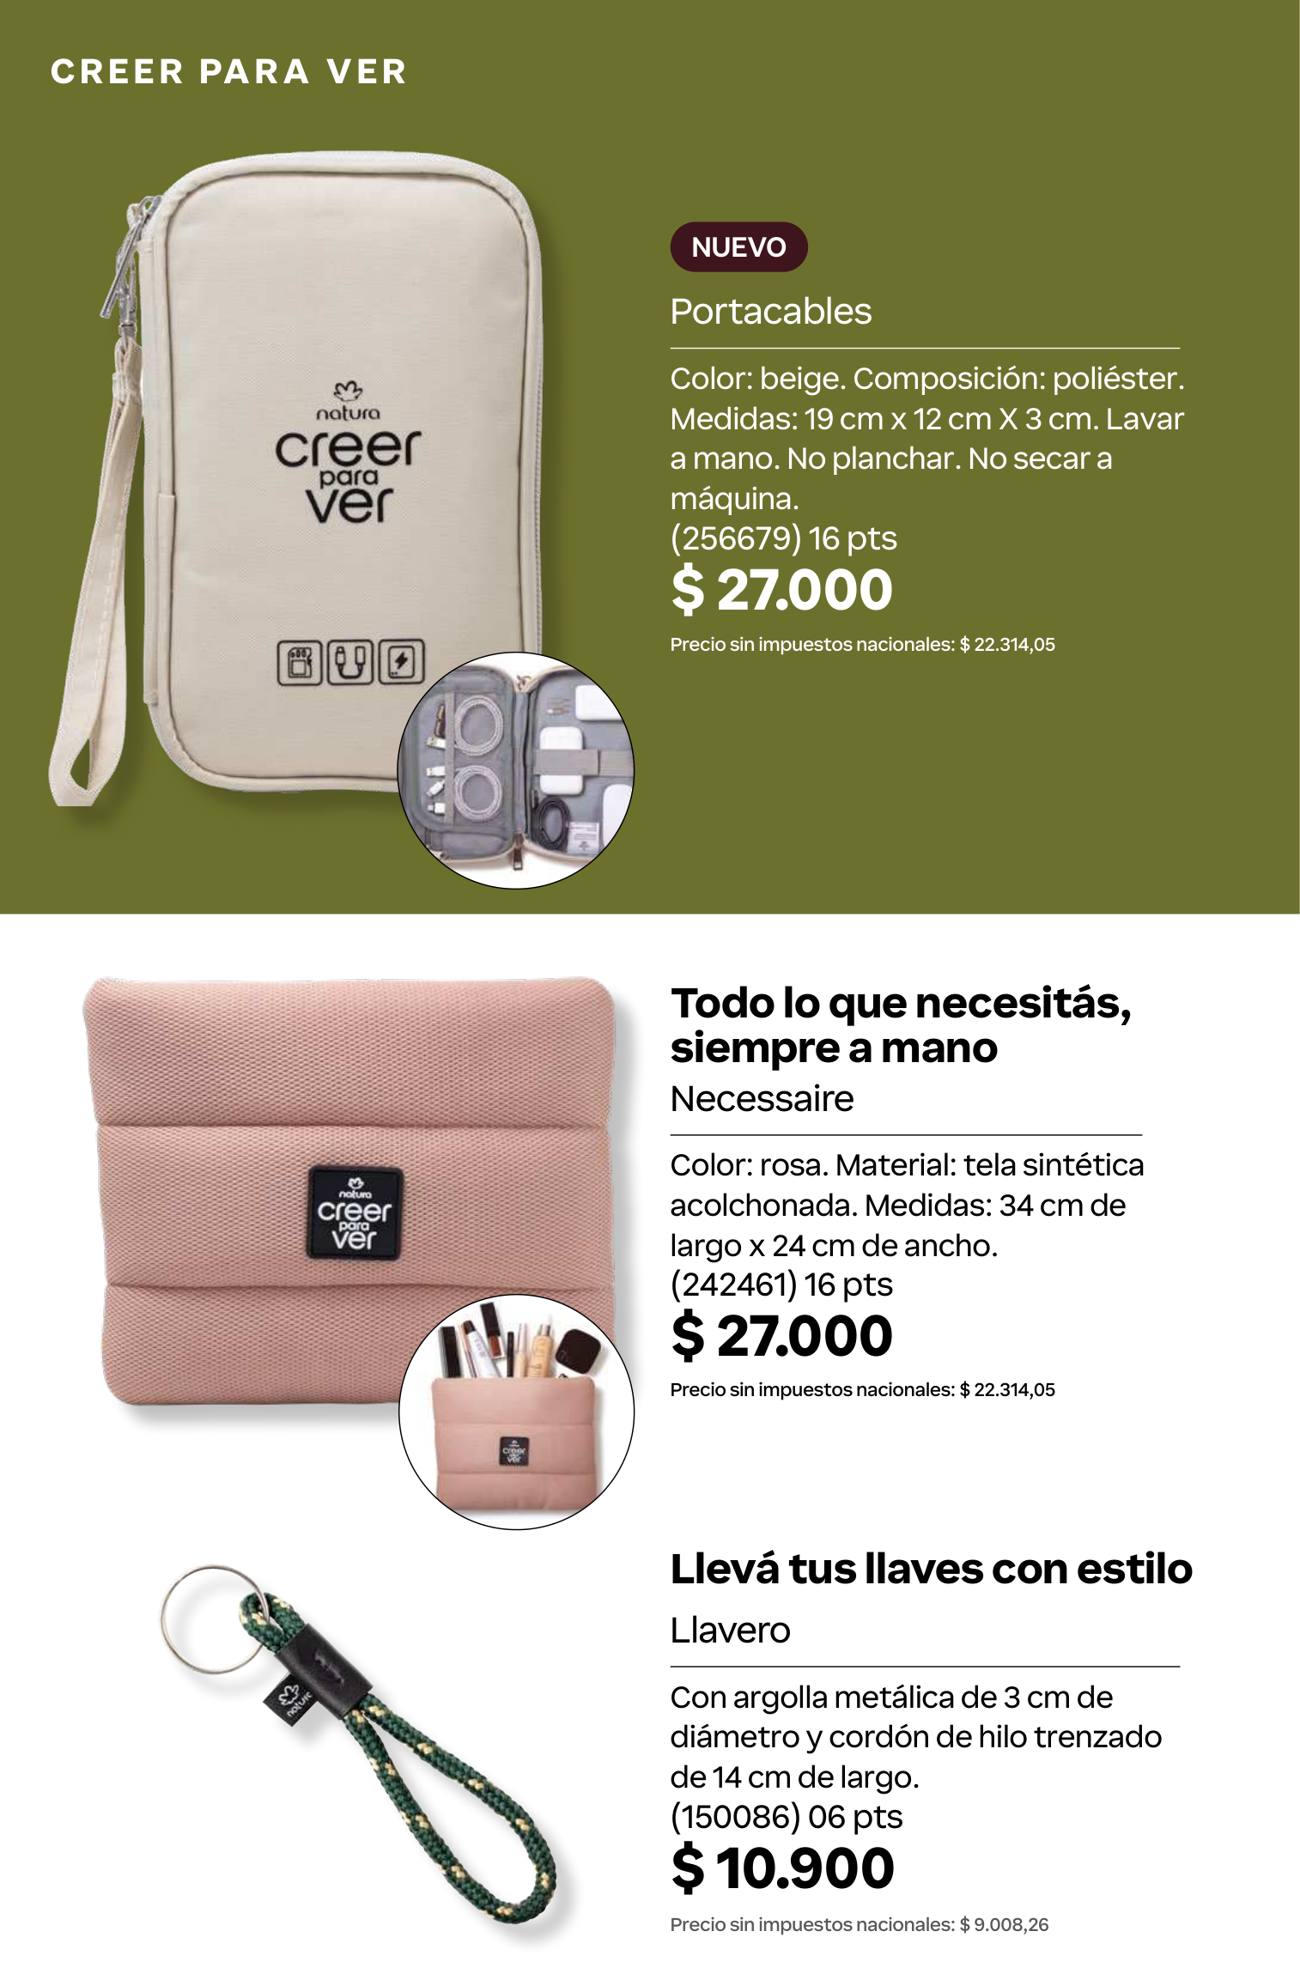 CREER PARA VER
natura
creer
para
ver
NUEVO
Portacables
Color: beige. Composición: poliéster.
Medidas: 19 cm x 12 cm X 3 cm. Lavar
a mano. No planchar. No secar a
máquina.
(256679) 16 pts
$ 27.000
Precio sin impuestos nacionales: $ 22.314,05
natura
creer
para
ver
Todo lo que necesitás,
siempre a mano
Necessaire
Color: rosa. Material: tela sintética
acolchonada. Medidas: 34 cm de
largo x 24 cm de ancho.
(242461) 16 pts
$ 27.000
Precio sin impuestos nacionales: $ 22.314,05
creer
para
ver
natura
Llevá tus llaves con estilo
Llavero
Con argolla metálica de 3 cm de
diámetro y cordón de hilo trenzado
de 14 cm de largo.
(150086) 06 pts
$ 10.900
Precio sin impuestos nacionales: $ 9.008,26